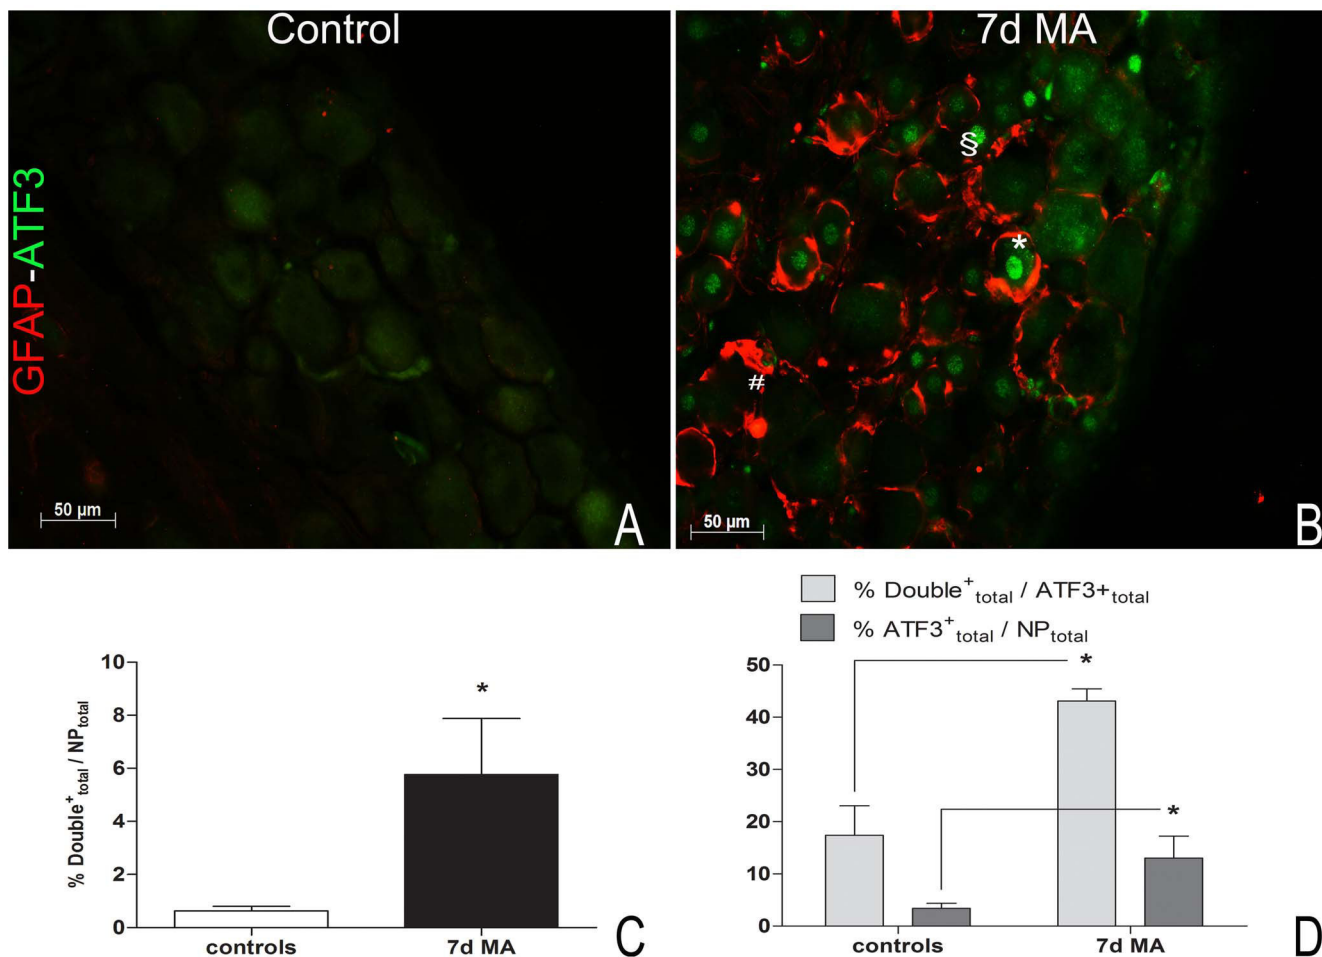 Control
7d MA
GFAP-ATF3
§
*
#
50 µm
A
50 µm
B
% Double⁺total / ATF3+total
% ATF3⁺total / NPtotal
% Double⁺total / NPtotal
10
8
6
4
2
0
*
controls
7d MA
C
50
40
30
20
10
0
*
*
controls
7d MA
D